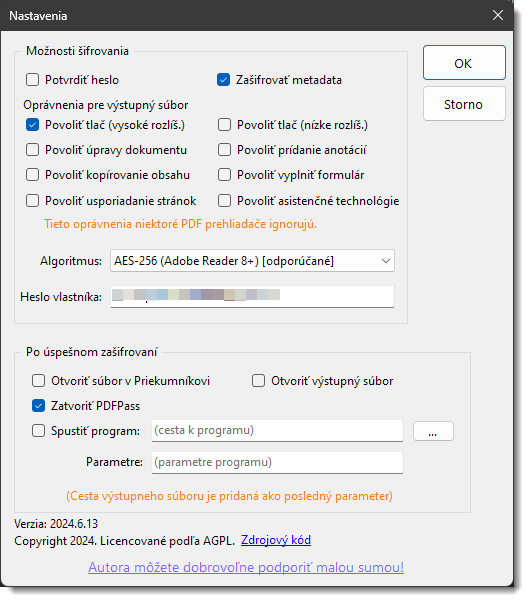 Nastavenia
Možnosti šifrovania
OK
Potvrdiť heslo
Zašifrovať metadata
Storno
Oprávnenia pre výstupný súbor
Povoliť tlač (vysoké rozlíš.)
Povoliť tlač (nízke rozlíš.)
Povoliť úpravy dokumentu
Povoliť prídanie anotácií
Povoliť kopírovanie obsahu
Povoliť vyplniť formulár
Povoliť usporiadanie stránok
Povoliť asistenčné technológie
Tieto oprávnenia niektoré PDF prehliadače ignorujú.
Algoritmus:
AES-256 (Adobe Reader 8+) [odporúčané]
Heslo vlastníka:
Po úspešnom zašifrovaní
Otvoriť súbor v Priekumníkovi
Otvoriť výstupný súbor
Zatvoriť PDFPass
Spustiť program:
(cesta k programu)
...
Parametre:
(parametre programu)
(Cesta výstupneho súboru je pridaná ako posledný parameter)
Verzia: 2024.6.13
Copyright 2024. Licencované podľa AGPL. Zdrojový kód
Autora môžete dobrovoľne podporiť malou sumou!